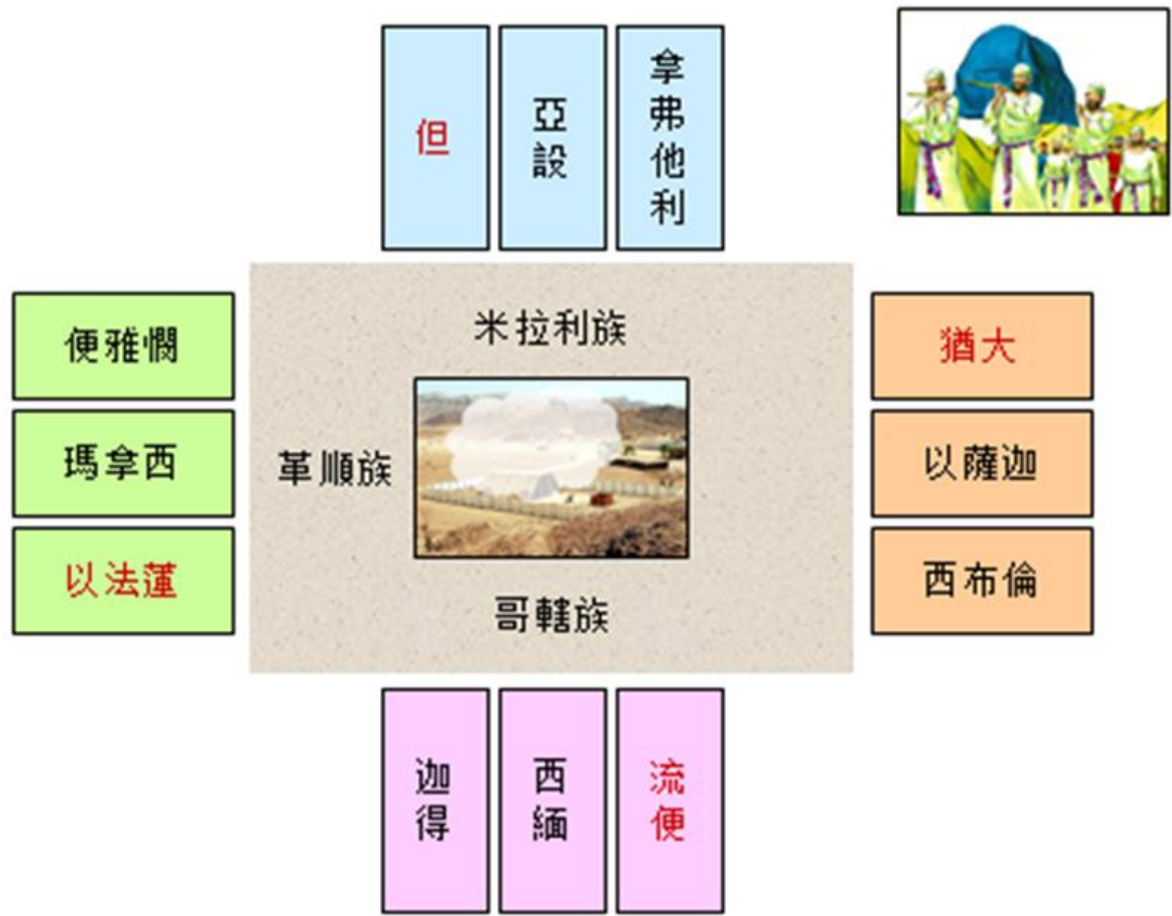 但
亞設
拿弗他利
便雅憫
瑪拿西
以法蓮
米拉利族
革順族
哥轄族
猶大
以薩迦
西布倫
迦得
西緬
流便